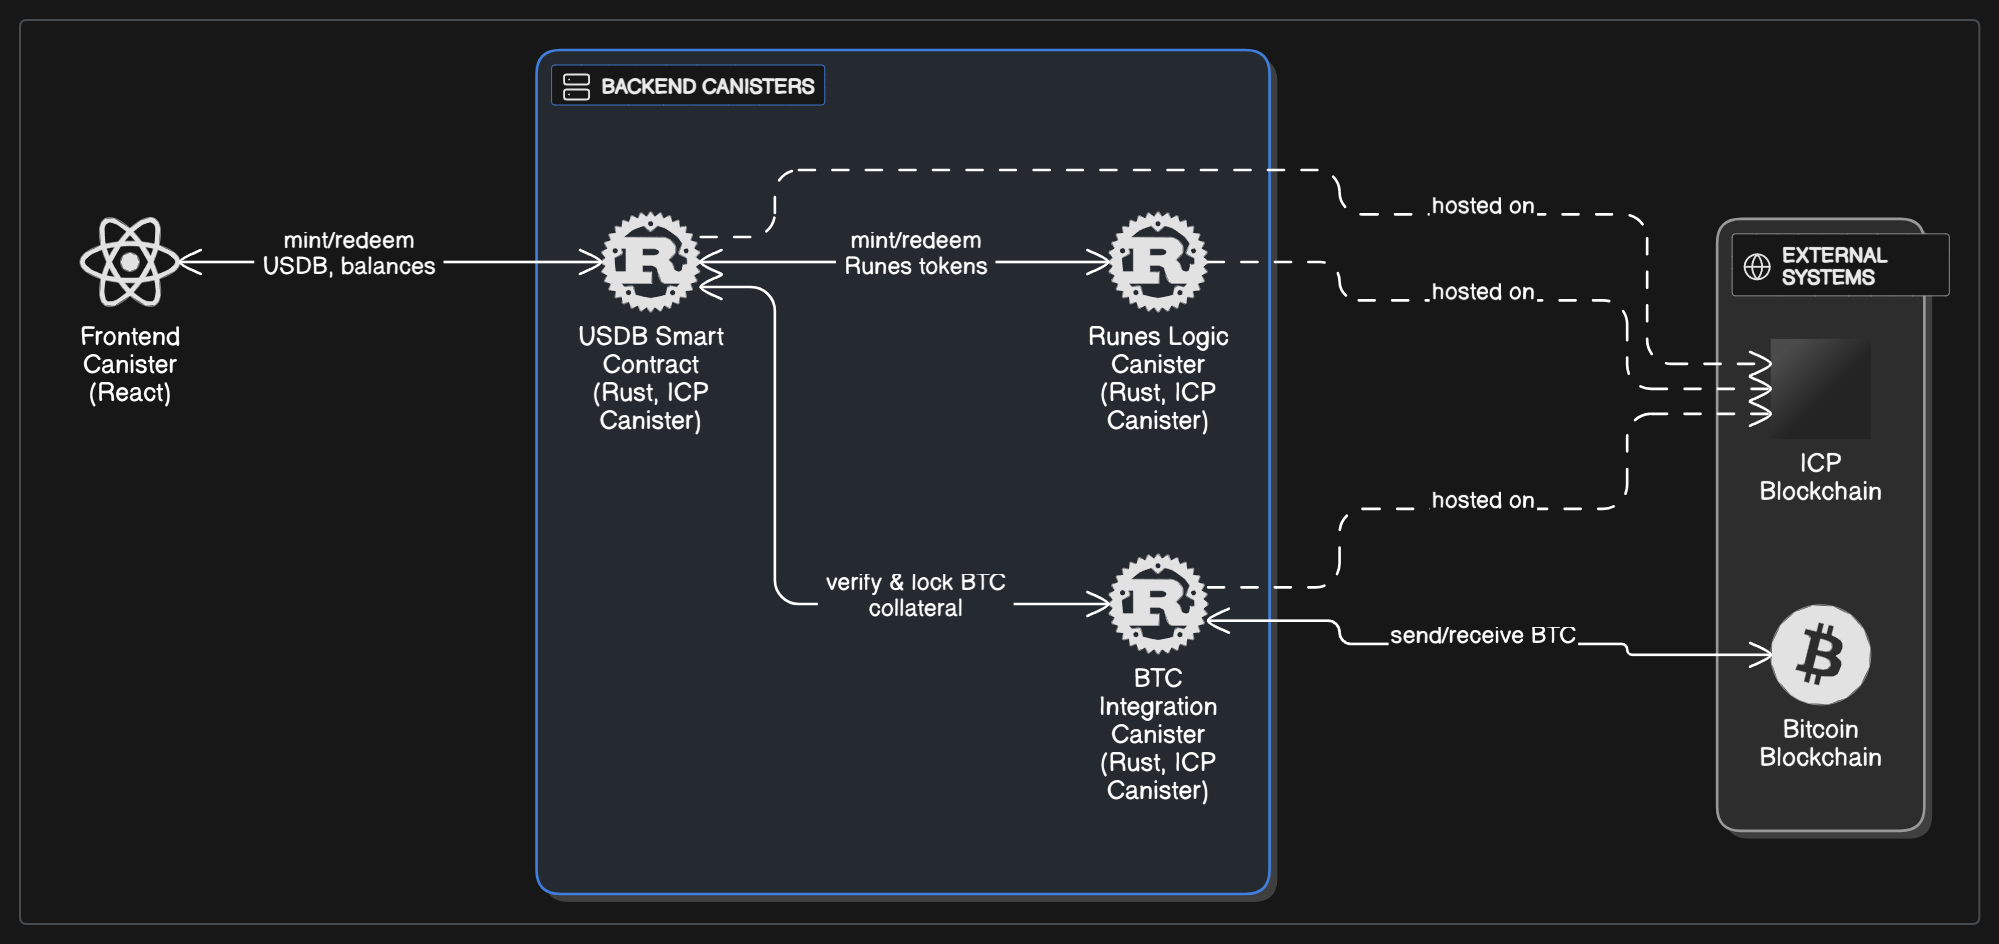 BACKEND CANISTERS
hosted on
mint/redeem
USDB, balances
mint/redeem
Runes tokens
EXTERNAL
SYSTEMS
hosted on
Frontend
Canister
(React)
USDB Smart
Contract
(Rust, ICP
Canister)
Runes Logic
Canister
(Rust, ICP
Canister)
ICP
Blockchain
hosted on
verify & lock BTC
collateral
send/receive BTC
BTC
Integration
Canister
(Rust, ICP
Canister)
Bitcoin
Blockchain